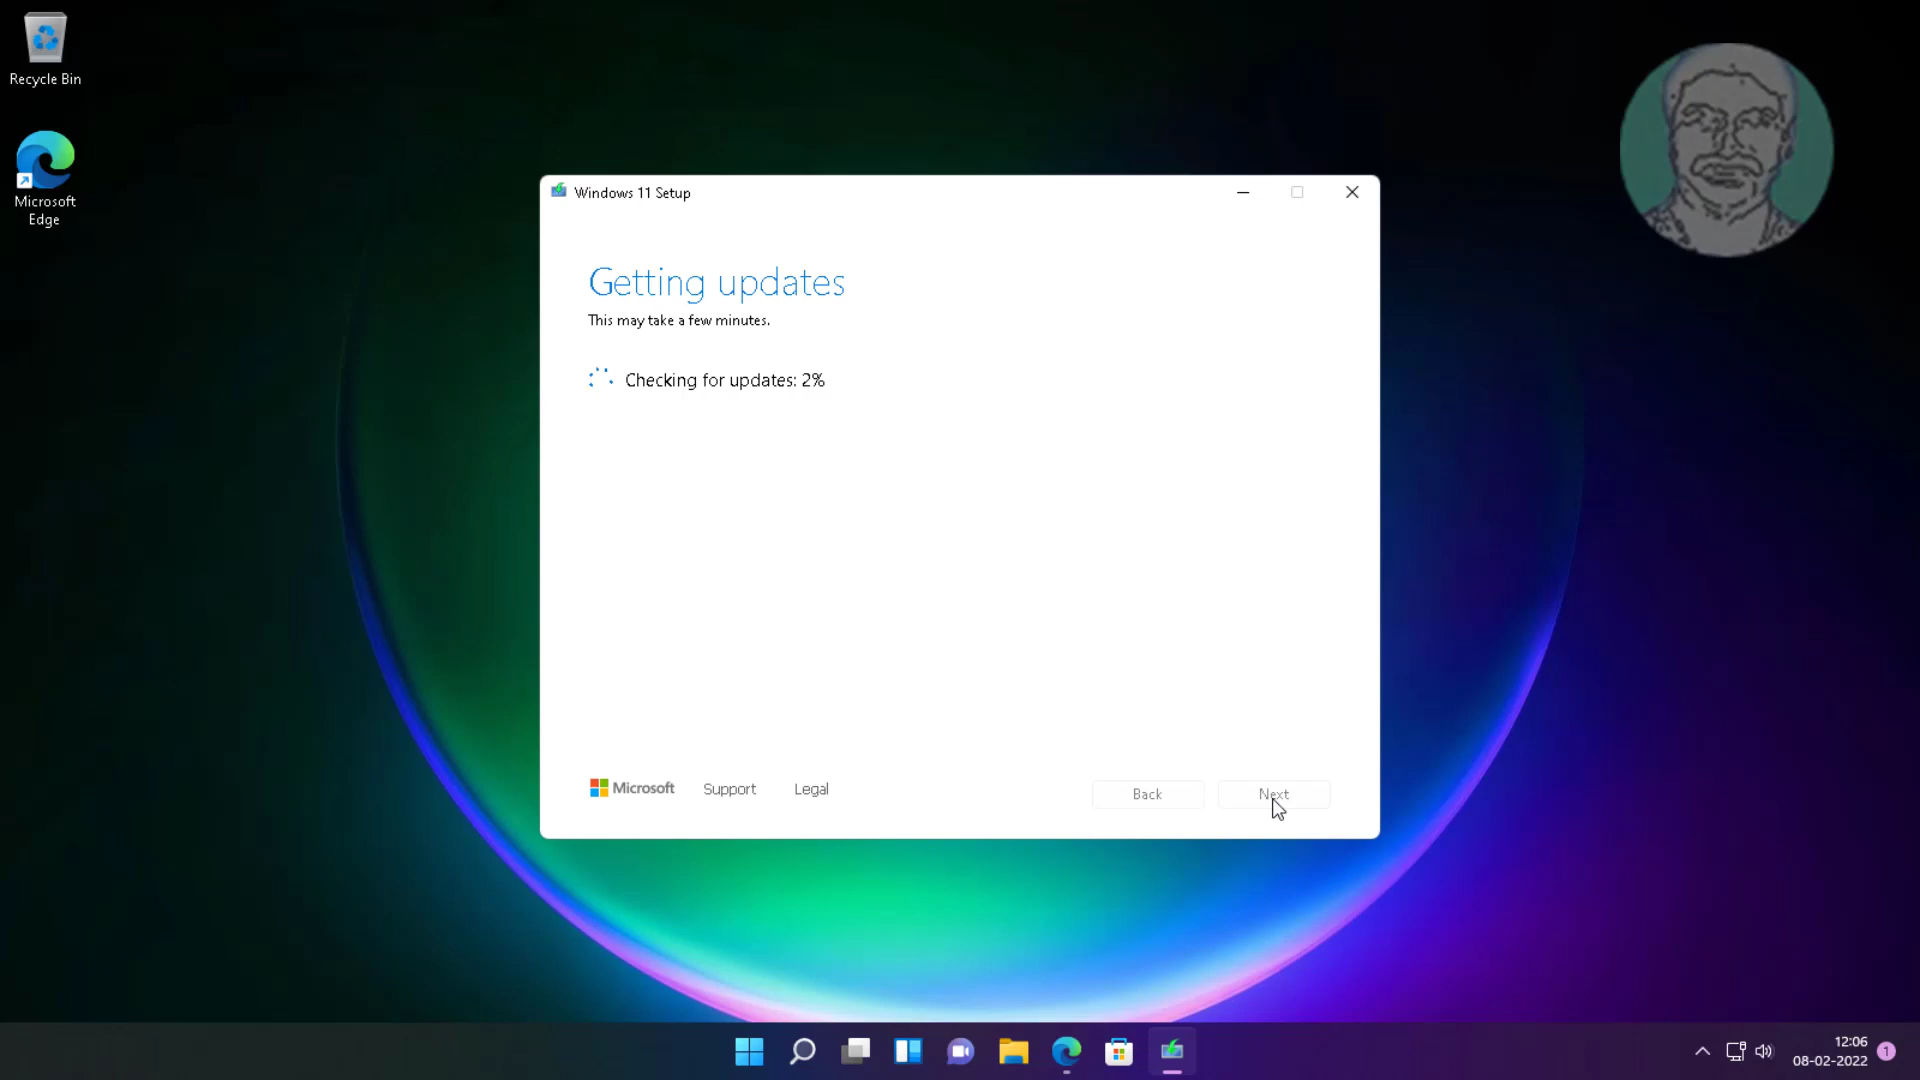 Recycle Bin
Microsoft
Edge
Windows 11 Setup
Getting updates
This may take a few minutes.
Checking for updates: 2%
Microsoft
Support
Legal
Back
Next
12:06
08-02-2022
1